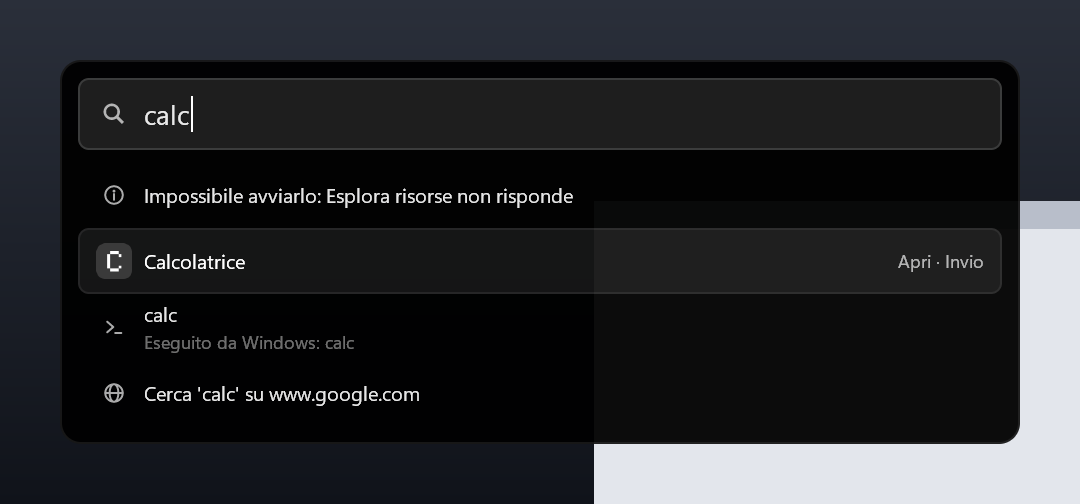 calc
Impossibile avviarlo: Esplora risorse non risponde
C
Calcolatrice
Apri · Invio
calc
Eseguito da Windows: calc
Cerca 'calc' su www.google.com